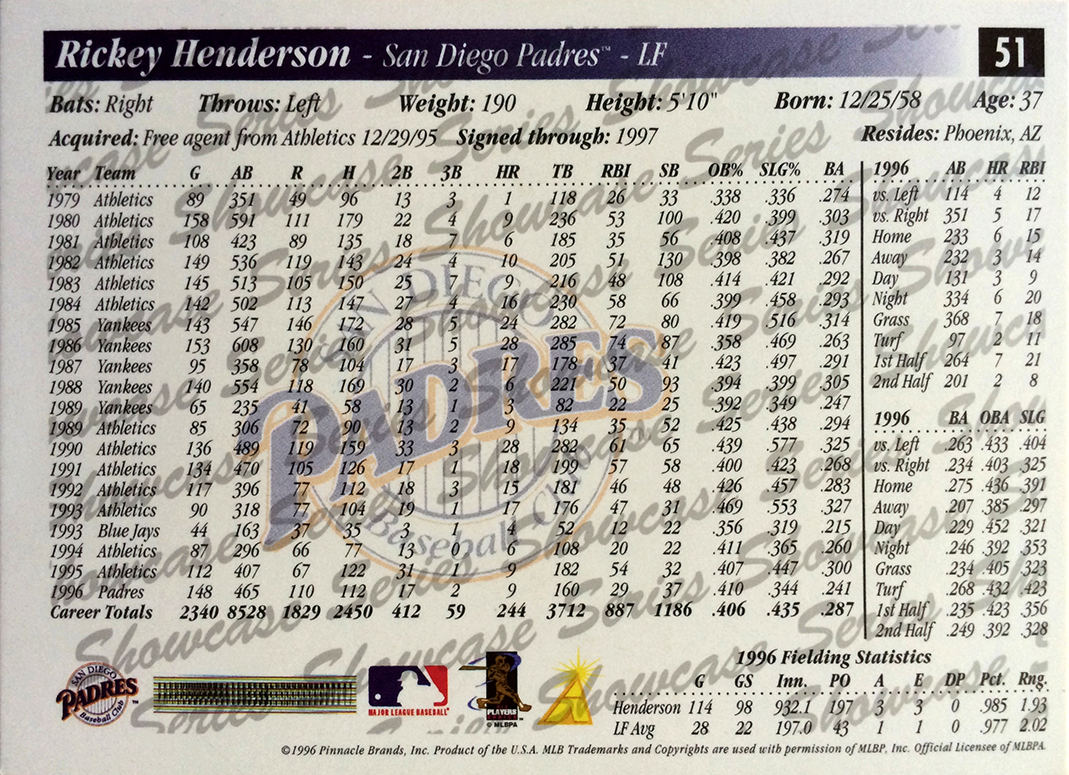 Rickey Henderson - San Diego Padres™ - LF 51
Bats: Right Throws: Left Weight: 190 Height: 5'10" Born: 12/25/58 Age: 37
Acquired: Free agent from Athletics 12/29/95 Signed through: 1997 Resides: Phoenix, AZ
Year Team G AB R H 2B 3B HR TB RBI SB OB% SLG% BA
1979 Athletics 89 351 49 96 13 3 1 118 26 33 .338 .336 .274
1980 Athletics 158 591 111 179 22 4 9 236 53 100 .420 .399 .303
1981 Athletics 108 423 89 135 18 7 6 185 35 56 .408 .437 .319
1982 Athletics 149 536 119 143 24 4 10 205 51 130 .398 .382 .267
1983 Athletics 145 513 105 150 25 7 9 216 48 108 .414 .421 .292
1984 Athletics 142 502 113 147 27 4 16 230 58 66 .399 .458 .293
1985 Yankees 143 547 146 172 28 5 24 282 72 80 .419 .516 .314
1986 Yankees 153 608 130 160 31 5 28 285 74 87 .358 .469 .263
1987 Yankees 95 358 78 104 17 3 17 178 37 41 .423 .497 .291
1988 Yankees 140 554 118 169 30 2 6 221 50 93 .394 .399 .305
1989 Yankees 65 235 41 58 13 1 3 82 22 25 .392 .349 .247
1989 Athletics 85 306 72 90 13 2 9 134 35 52 .425 .438 .294
1990 Athletics 136 489 119 159 33 3 28 282 61 65 .439 .577 .325
1991 Athletics 134 470 105 126 17 1 18 199 57 58 .400 .423 .268
1992 Athletics 117 396 77 112 18 3 15 181 46 48 .426 .457 .283
1993 Athletics 90 318 77 104 19 1 17 176 47 31 .469 .553 .327
1993 Blue Jays 44 163 37 35 3 1 4 52 12 22 .356 .319 .215
1994 Athletics 87 296 66 77 13 0 6 108 20 22 .411 .365 .260
1995 Athletics 112 407 67 122 31 1 9 182 54 32 .407 .447 .300
1996 Padres 148 465 110 112 17 2 9 160 29 37 .410 .344 .241
Career Totals 2340 8528 1829 2450 412 59 244 3712 887 1186 .406 .435 .287
1996 AB HR RBI
vs. Left 114 4 12
vs. Right 351 5 17
Home 233 6 15
Away 232 3 14
Day 131 3 9
Night 334 6 20
Grass 368 7 18
Turf 97 2 11
1st Half 264 7 21
2nd Half 201 2 8
1996 BA OBA SLG
vs. Left .263 .433 .404
vs. Right .234 .403 .325
Home .275 .436 .391
Away .207 .385 .297
Day .229 .452 .321
Night .246 .392 .353
Grass .234 .405 .323
Turf .268 .432 .423
1st Half .235 .423 .356
2nd Half .249 .392 .328
SAN DIEGO
PADRES
Baseball Club
Showcase Series Showcase Series Showcase Series
1996 Fielding Statistics
G GS Inn. PO A E DP Pct. Rng.
Henderson 114 98 932.1 197 3 3 0 .985 1.93
LF Avg 28 22 197.0 43 1 1 0 .977 2.02
SAN DIEGO
PADRES™
Baseball Club
MAJOR LEAGUE BASEBALL
PLAYERS
CHOICE
© MLBPA
©1996 Pinnacle Brands, Inc. Product of the U.S.A. MLB Trademarks and Copyrights are used with permission of MLBP, Inc. Official Licensee of MLBPA.